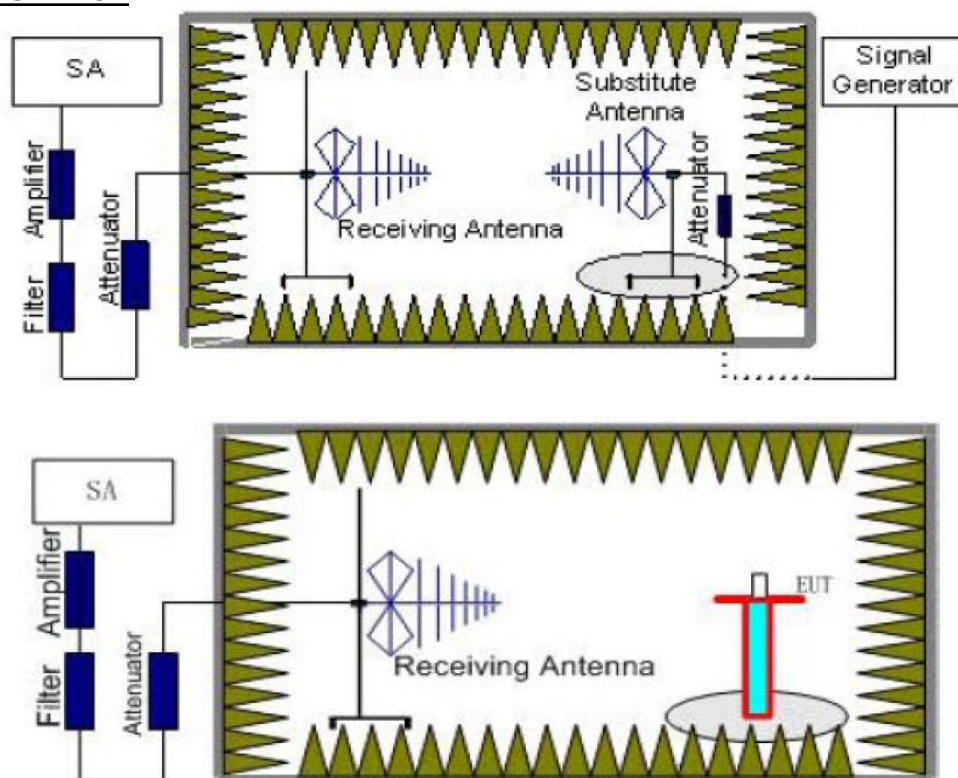 SA
Signal
Generator
Substitute
Antenna
Amplifier
Attenuator
Filter
Receiving Antenna
Attenuator
SA
Amplifier
Attenuator
Filter
Receiving Antenna
EUT